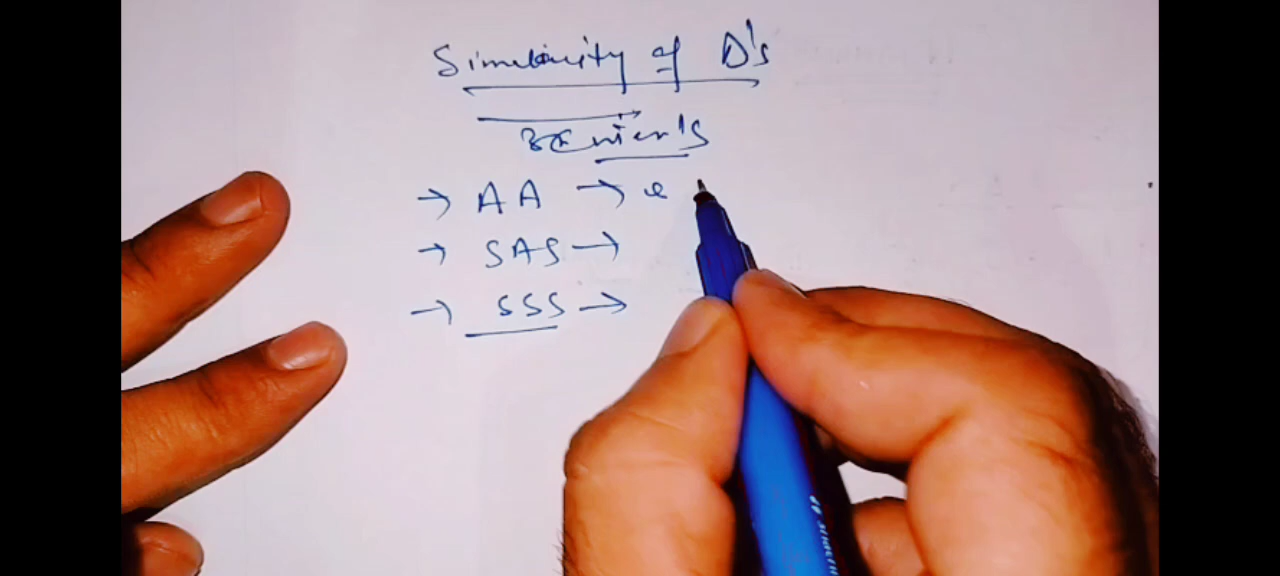 Similarity of Δ's
→ AA → e
→ SAS →
→ SSS →